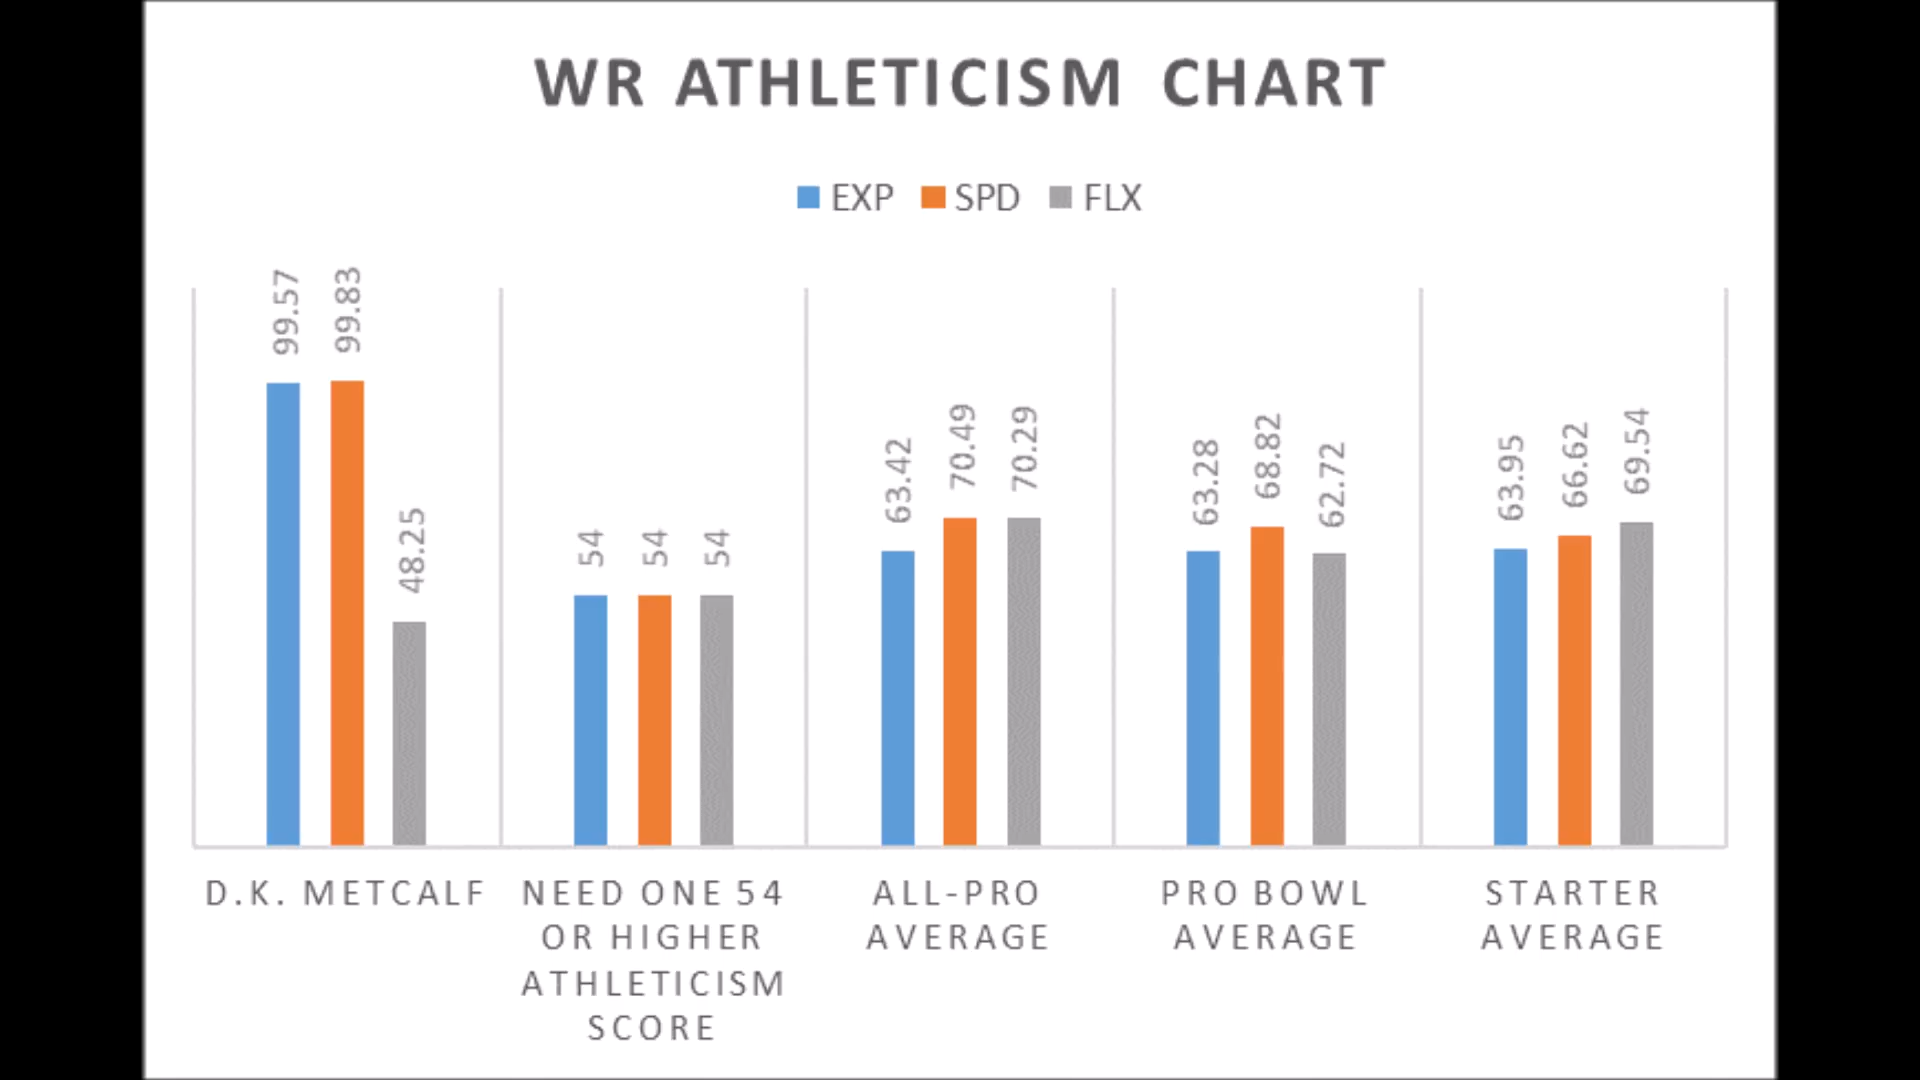 WR ATHLETICISM CHART
EXP SPD FLX
99.57 99.83 48.25
54 54 54
63.42 70.49 70.29
63.28 68.82 62.72
63.95 66.62 69.54
D.K. METCALF
NEED ONE 54
OR HIGHER
ATHLETICISM
SCORE
ALL-PRO
AVERAGE
PRO BOWL
AVERAGE
STARTER
AVERAGE